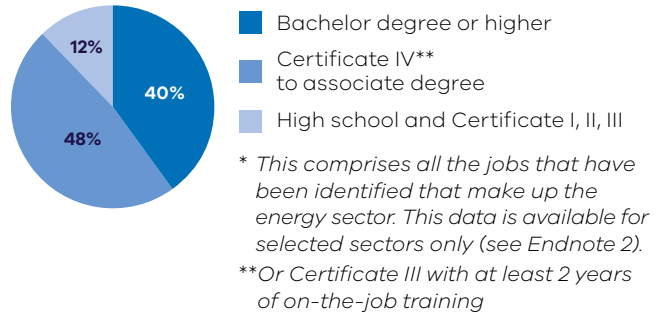 12%
40%
48%
Bachelor degree or higher
Certificate IV**
to associate degree
High school and Certificate I, II, III
* This comprises all the jobs that have
been identified that make up the
energy sector. This data is available for
selected sectors only (see Endnote 2).
**Or Certificate III with at least 2 years
of on-the-job training